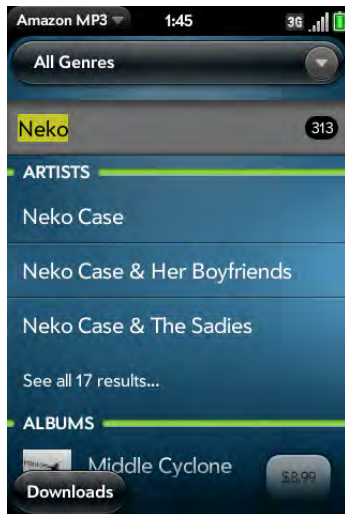 Amazon MP3 1:45 3G
All Genres
Neko 313
ARTISTS
Neko Case
Neko Case & Her Boyfriends
Neko Case & The Sadies
See all 17 results...
ALBUMS
Middle Cyclone $8.99
Downloads